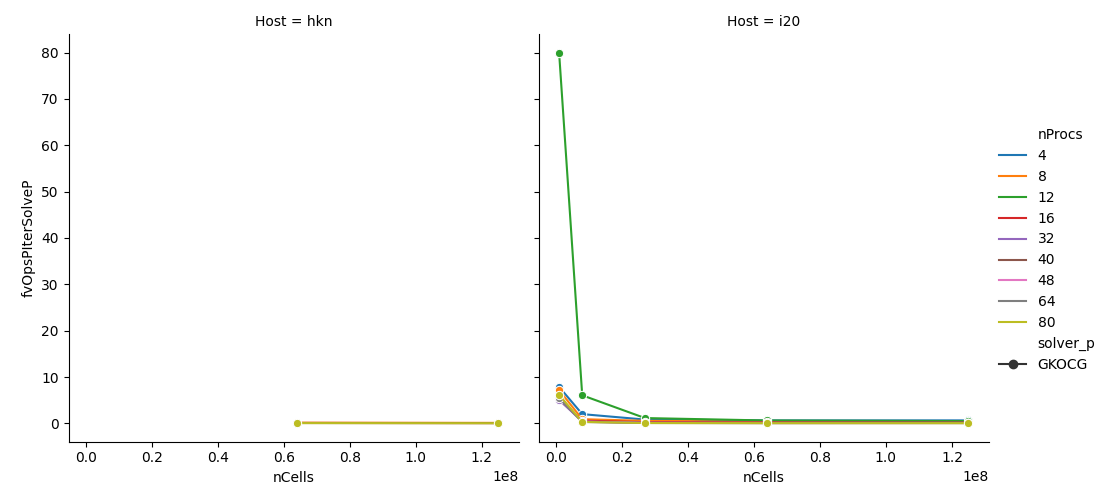 Host = hkn
Host = i20
fvOpsPIterSolveP
80
70
60
50
40
30
20
10
0
0.0 0.2 0.4 0.6 0.8 1.0 1.2
1e8
nCells
0.0 0.2 0.4 0.6 0.8 1.0 1.2
1e8
nCells
nProcs
4
8
12
16
32
40
48
64
80
solver_p
GKOCG